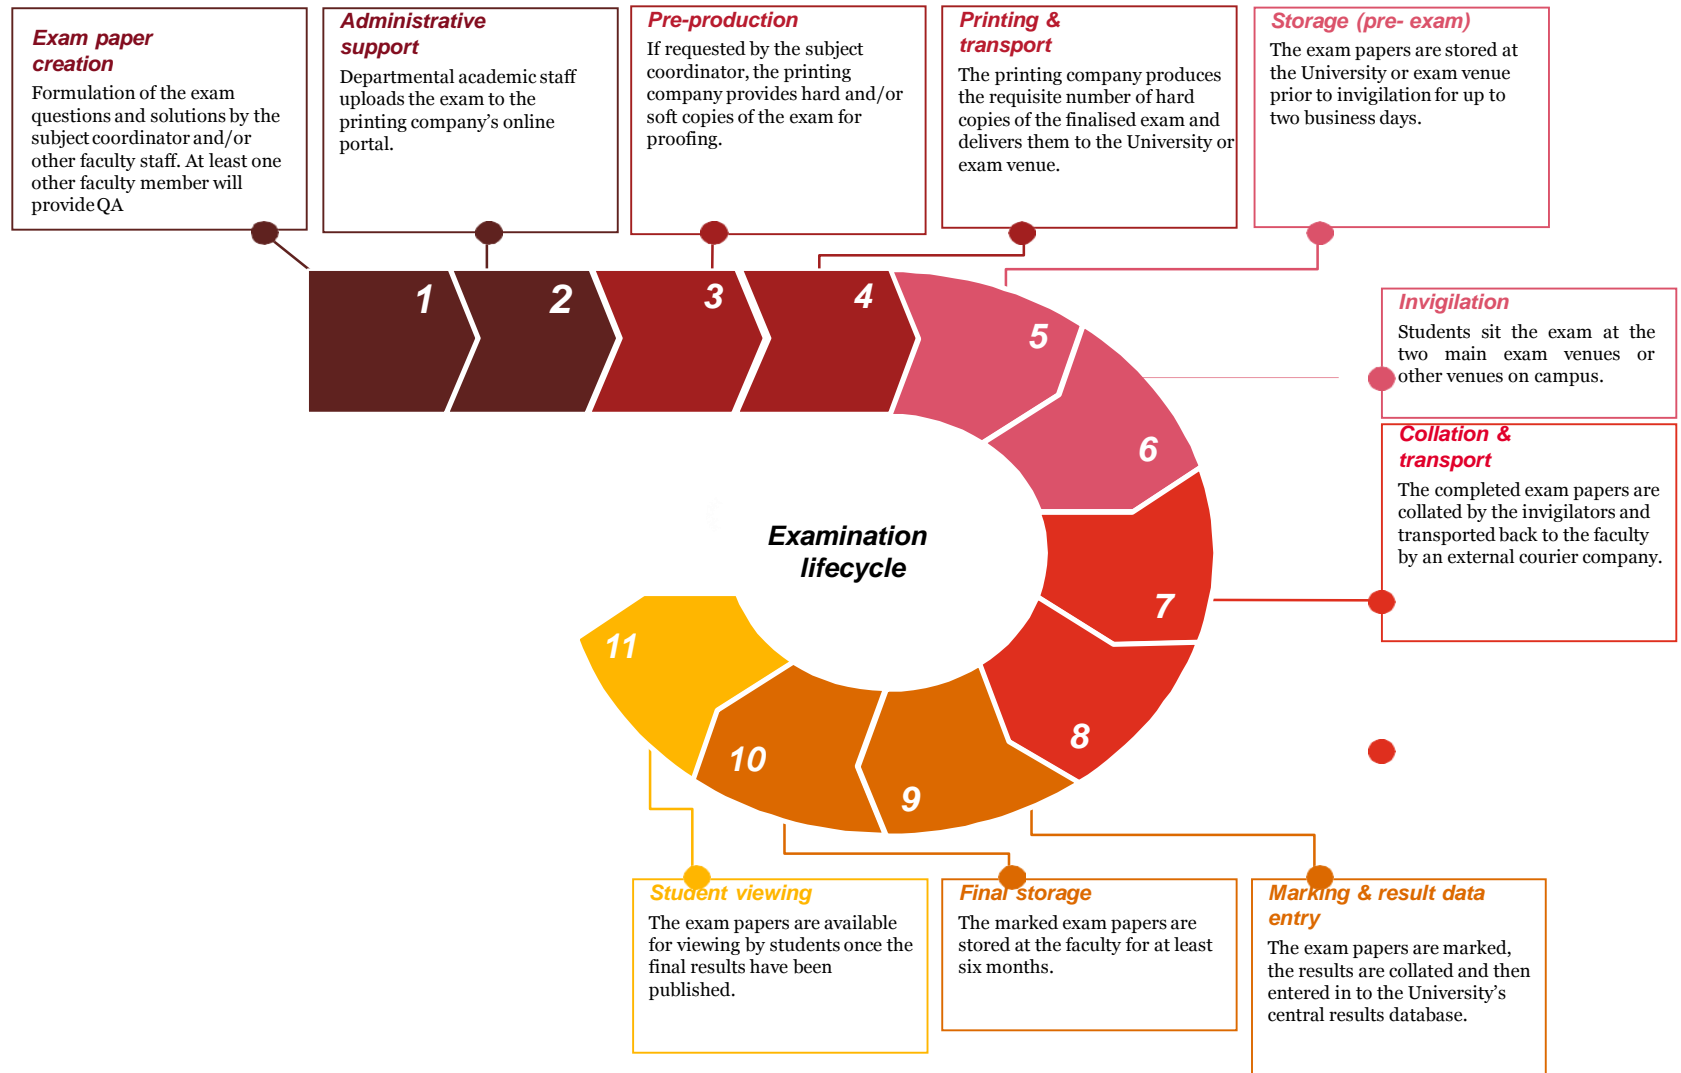 Exam paper
creation
Formulation of the exam
questions and solutions by the
subject coordinator and/or
other faculty staff. At least one
other faculty member will
provide QA
Administrative
support
Departmental academic staff
uploads the exam to the
printing company’s online
portal.
Pre-production
If requested by the subject
coordinator, the printing
company provides hard and/or
soft copies of the exam for
proofing.
Printing &
transport
The printing company produces
the requisite number of hard
copies of the finalised exam and
delivers them to the University or
exam venue.
Storage (pre- exam)
The exam papers are stored at
the University or exam venue
prior to invigilation for up to
two business days.
1
2
3
4
5
6
7
8
9
10
11
Invigilation
Students sit the exam at the
two main exam venues or
other venues on campus.
Collation &
transport
The completed exam papers are
collated by the invigilators and
transported back to the faculty
by an external courier company.
Examination
lifecycle
Student viewing
The exam papers are available
for viewing by students once the
final results have been
published.
Final storage
The marked exam papers are
stored at the faculty for at least
six months.
Marking & result data
entry
The exam papers are marked,
the results are collated and then
entered in to the University’s
central results database.